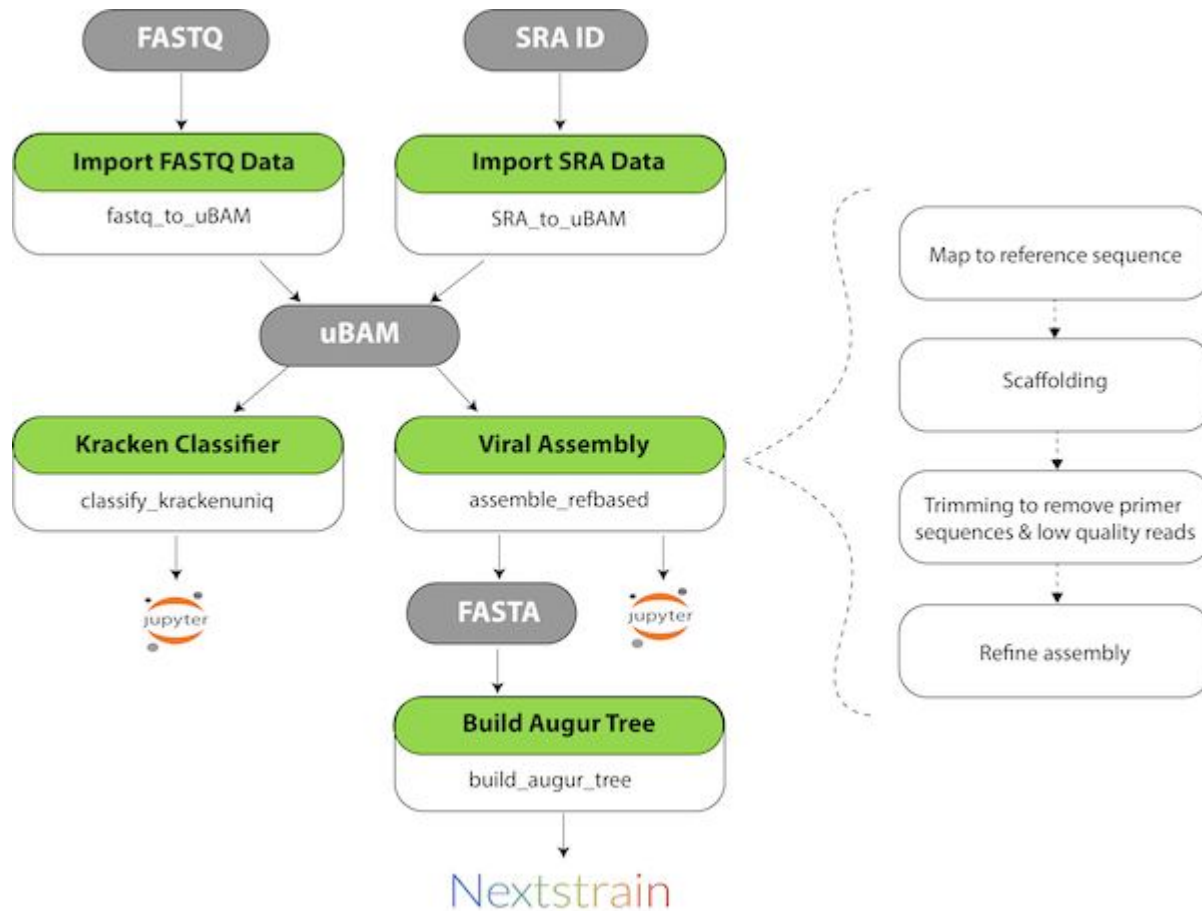 FASTQ
SRA ID
Import FASTQ Data
fastq_to_uBAM
Import SRA Data
SRA_to_uBAM
uBAM
Kracken Classifier
classify_krackenuniq
Viral Assembly
assemble_refbased
jupyter
FASTA
jupyter
Build Augur Tree
build_augur_tree
Nextstrain
Map to reference sequence
Scaffolding
Trimming to remove primer
sequences & low quality reads
Refine assembly